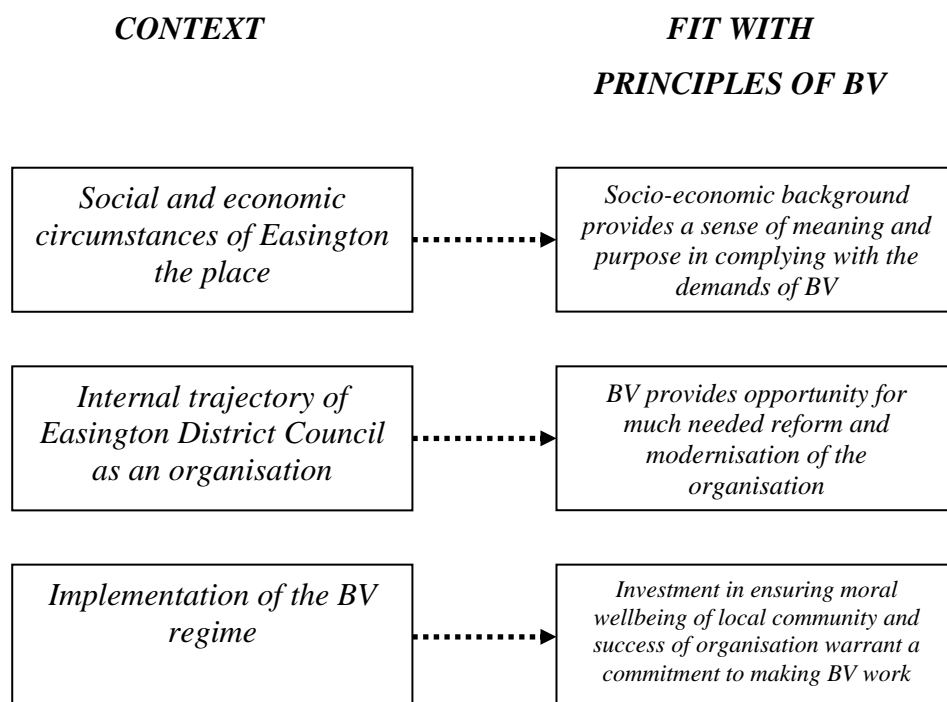 CONTEXT
FIT WITH
PRINCIPLES OF BV
Social and economic
circumstances of Easington
the place
Socio-economic background
provides a sense of meaning and
purpose in complying with the
demands of BV
Internal trajectory of
Easington District Council
as an organisation
BV provides opportunity for
much needed reform and
modernisation of the
organisation
Implementation of the BV
regime
Investment in ensuring moral
wellbeing of local community and
success of organisation warrant a
commitment to making BV work